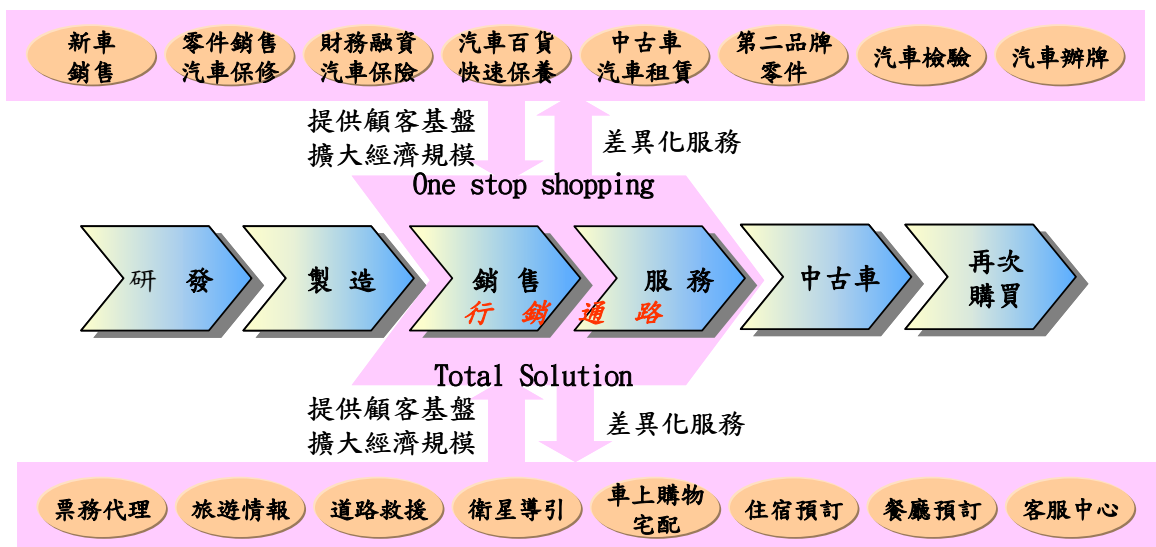 新車
銷售
零件銷售
汽車保修
財務融資
汽車保險
汽車百貨
快速保養
中古車
汽車租賃
第二品牌
零件
汽車檢驗
汽車辦牌
提供顧客基盤
擴大經濟規模
差異化服務
One stop shopping
研 發
製 造
銷 售
服 務
中古車
再次
購買
行 銷 通 路
Total Solution
提供顧客基盤
擴大經濟規模
差異化服務
票務代理
旅遊情報
道路救援
衛星導引
車上購物
宅配
住宿預訂
餐廳預訂
客服中心